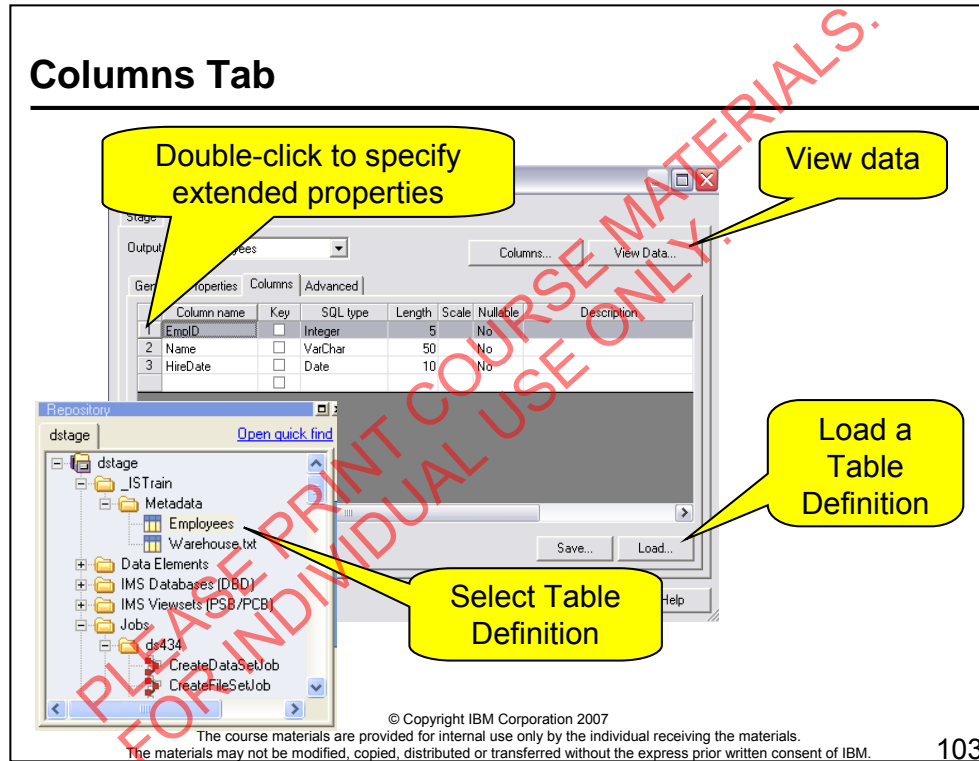 Columns Tab
Double-click to specify
extended properties
View data
Stage
Output
Columns...
View Data...
Properties
Columns
Advanced
Column name Key SQL type Length Scale Nullable Description
1 EmpID Integer 5 No
2 Name VarChar 50 No
3 HireDate Date 10 No
Repository
dstage
Open quick find
dstage
_ISTrain
Metadata
Employees
Warehouse.txt
Data Elements
IMS Databases (DBD)
IMS Viewsets (PSB/PCB)
Jobs
ds434
CreateDataSetJob
CreateFileSetJob
Load a
Table
Definition
Save...
Load...
Help
Select Table
Definition
PLEASE PRINT COURSE MATERIALS.
FOR INDIVIDUAL USE ONLY.
© Copyright IBM Corporation 2007
The course materials are provided for internal use only by the individual receiving the materials.
The materials may not be modified, copied, distributed or transferred without the express prior written consent of IBM.
103